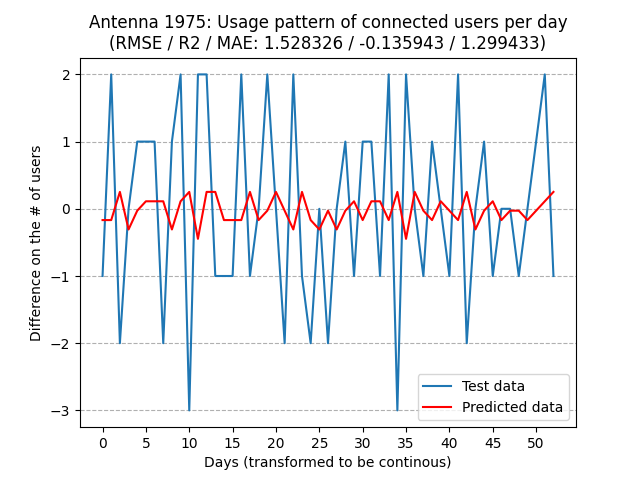 Antenna 1975: Usage pattern of connected users per day
(RMSE / R2 / MAE: 1.528326 / -0.135943 / 1.299433)
Difference on the # of users
2
1
0
−1
−2
−3
Test data
Predicted data
0 5 10 15 20 25 30 35 40 45 50
Days (transformed to be continous)